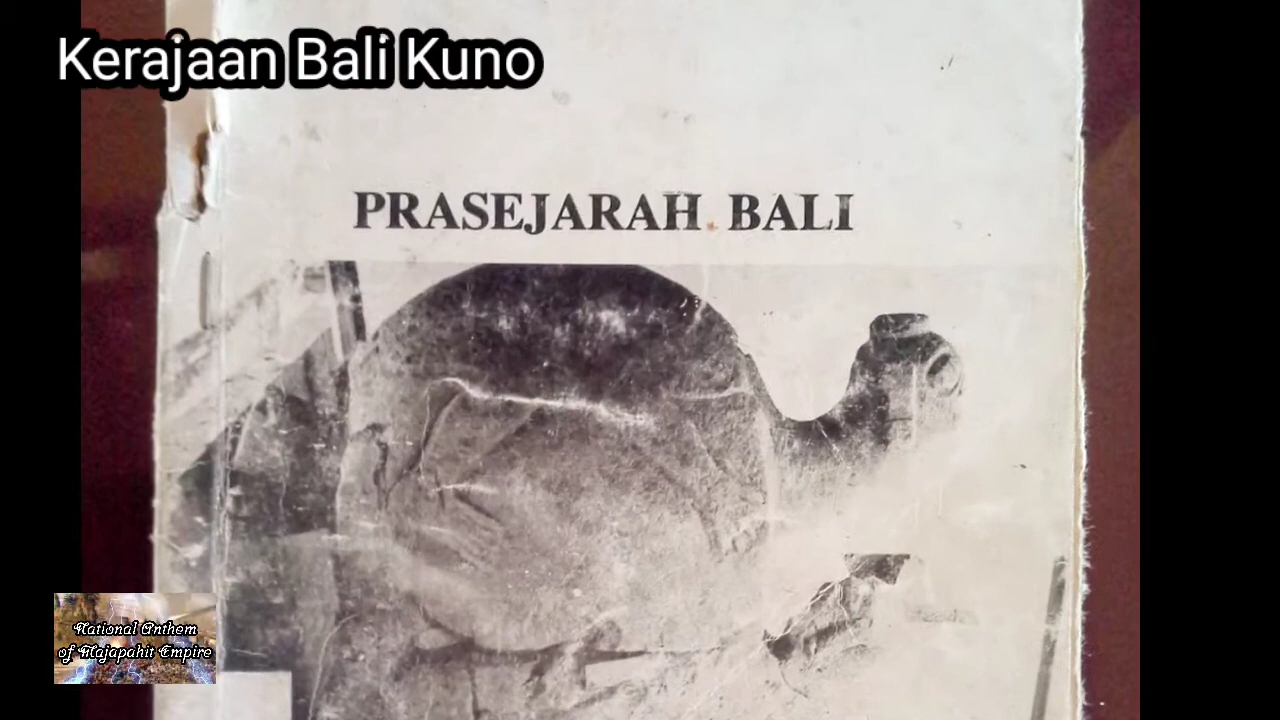 Kerajaan Bali Kuno
PRASEJARAH BALI
National Anthem
of Majapahit Empire